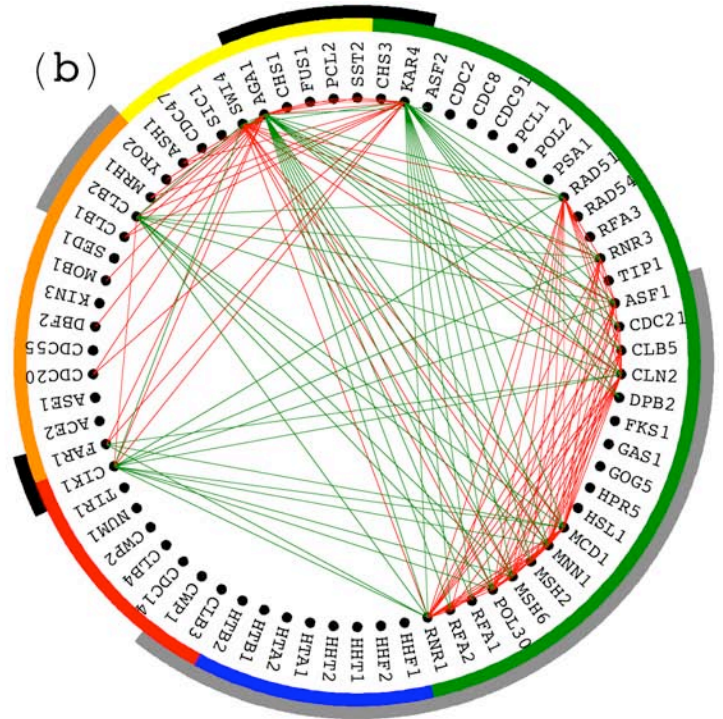 (b)
KAR4
ASF2
CDC2
CDC8
CDC91
PCL1
POL2
PSA1
RAD51
RAD54
RFA3
RNR3
TIP1
ASF1
CDC21
CLB5
CLN2
DPB2
FKS1
GAS1
GOG5
HPR5
HSL1
MCD1
MNN1
MSH2
MSH6
POL30
RFA1
RFA2
RNR1
HHF1
HHF2
HHT1
HHT2
HTA1
HTA2
HTB1
HTB2
CLB3
CWP1
CDC14
CLB4
CWP2
NUM1
TIR1
CIK1
FAR1
ACE2
ASE1
CDC20
CDC55
DBF2
KIN3
MOB1
SED1
CLB1
CLB2
MRH1
YRO2
ASH1
CDC47
SIC1
SWI4
AGA1
CHS1
FUS1
PCL2
SST2
CHS3